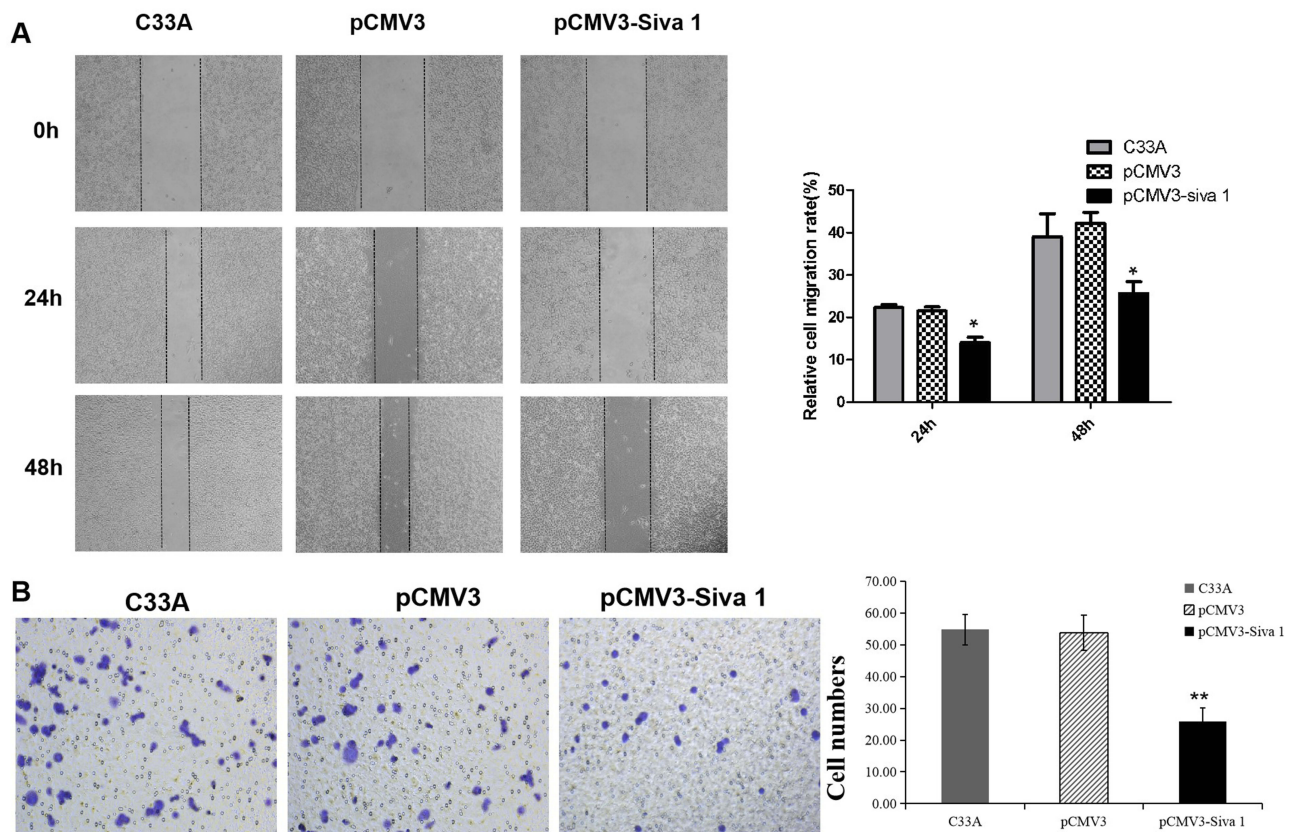 A
C33A pCMV3 pCMV3-Siva 1
0h
24h
48h
C33A
pCMV3
pCMV3-siva 1
Relative cell migration rate(%)
50
40
30
20
10
0
*
*
24h 48h
B
C33A pCMV3 pCMV3-Siva 1
Cell numbers
70.00
60.00
50.00
40.00
30.00
20.00
10.00
0.00
C33A
pCMV3
pCMV3-Siva 1
**
C33A pCMV3 pCMV3-Siva 1